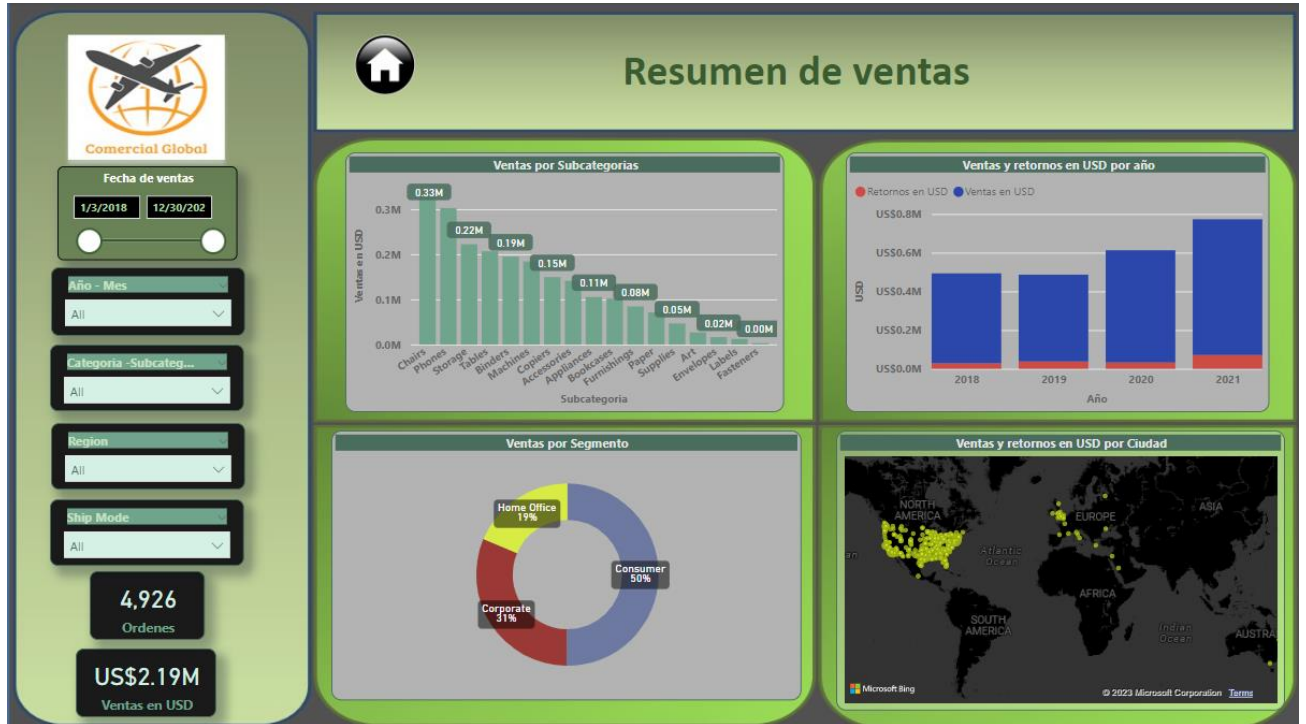 Comercial Global
Fecha de ventas
1/3/2018
12/30/202
Año - Mes
All
Categoria -Subcateg...
All
Region
All
Ship Mode
All
4,926
Ordenes
US$2.19M
Ventas en USD
Resumen de ventas
Ventas por Subcategorias
Ventas en USD
0.3M
0.2M
0.1M
0.0M
0.33M
0.22M
0.19M
0.15M
0.11M
0.08M
0.05M
0.02M
0.00M
Chairs
Phones
Storage
Tables
Binders
Machines
Copiers
Accessories
Appliances
Bookcases
Furnishings
Paper
Supplies
Art
Envelopes
Labels
Fasteners
Subcategoria
Ventas y retornos en USD por año
Retornos en USD Ventas en USD
USD
US$0.8M
US$0.6M
US$0.4M
US$0.2M
US$0.0M
2018 2019 2020 2021
Año
Ventas por Segmento
Home Office
19%
Consumer
50%
Corporate
31%
Ventas y retornos en USD por Ciudad
NORTH
AMERICA
EUROPE
ASIA
an
Atlantic
Ocean
AFRICA
SOUTH
AMERICA
Indian
Ocean
AUSTRA
Microsoft Bing
© 2023 Microsoft Corporation Terms